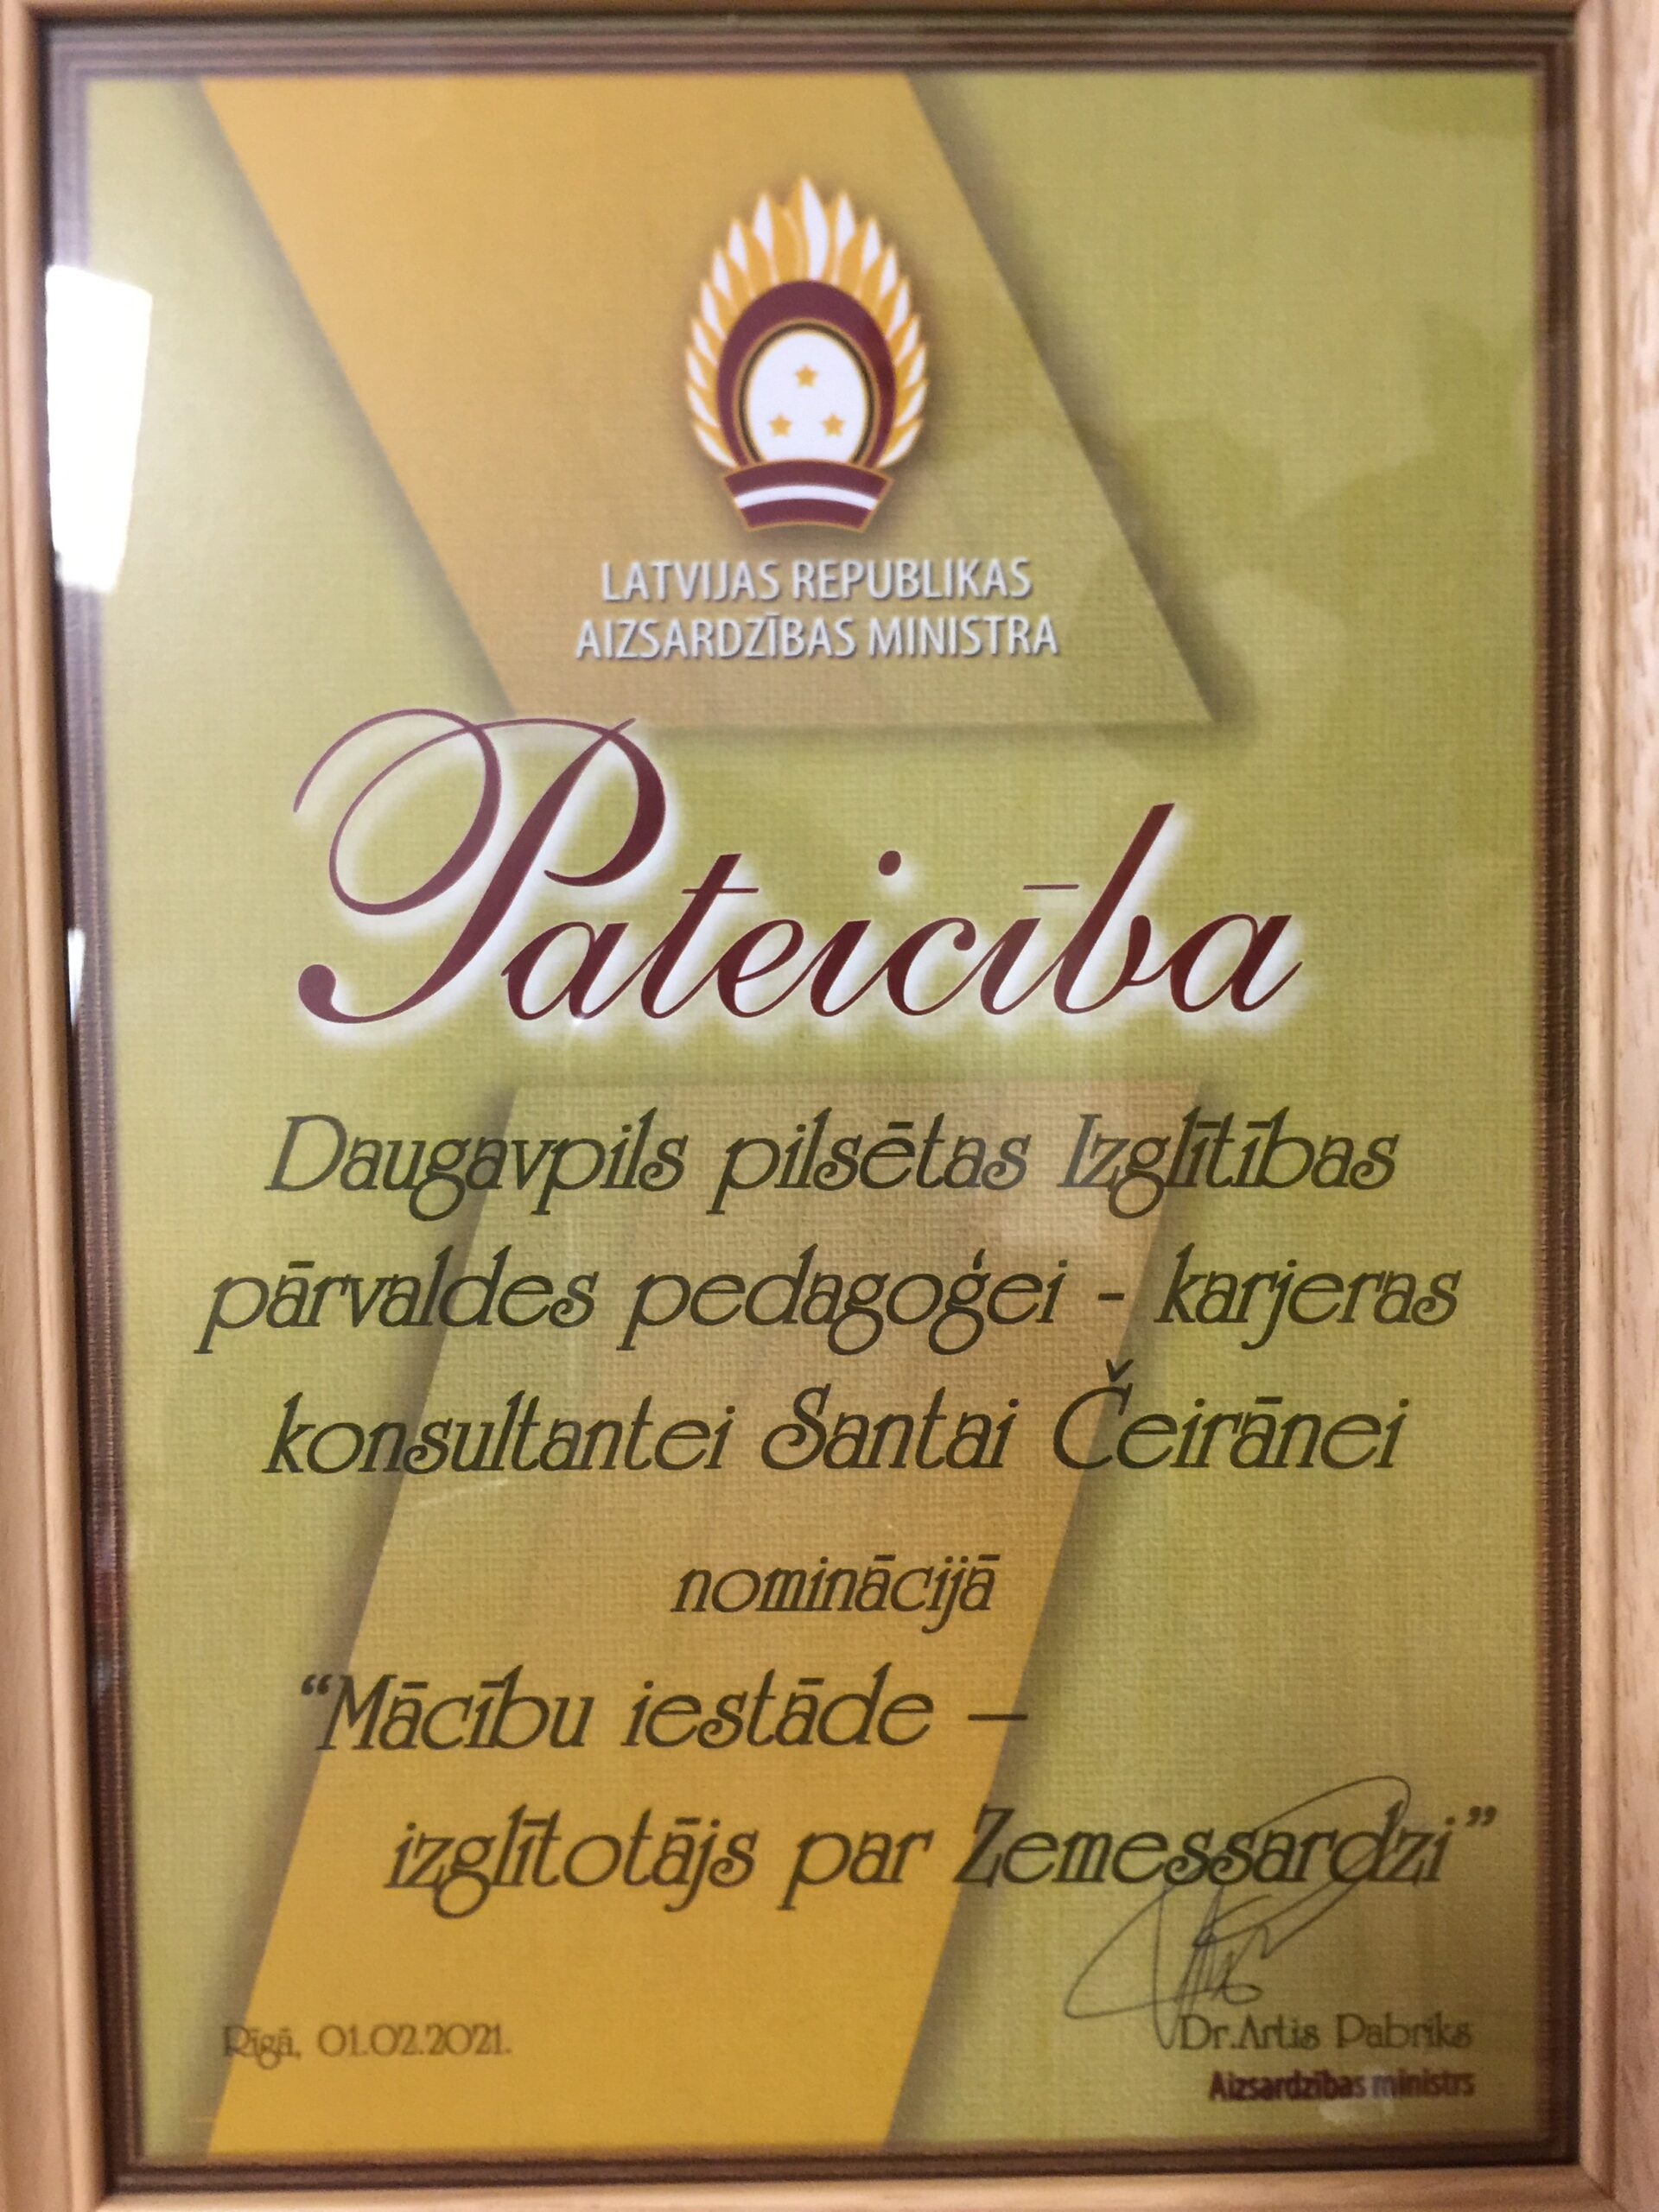 LATVIJAS REPUBLIKAS
AIZSARDZĪBAS MINISTRA
Pateicība
Daugavpils pilsētas Izglītības
pārvaldes pedagoģei - karjeras
konsultantei Santai Čeirānei
nominācijā
“Mācību iestāde –
izglītotājs par Zemessardzi”
Rīgā, 01.02.2021.
Dr.Artis Pabriks
Aizsardzības ministrs